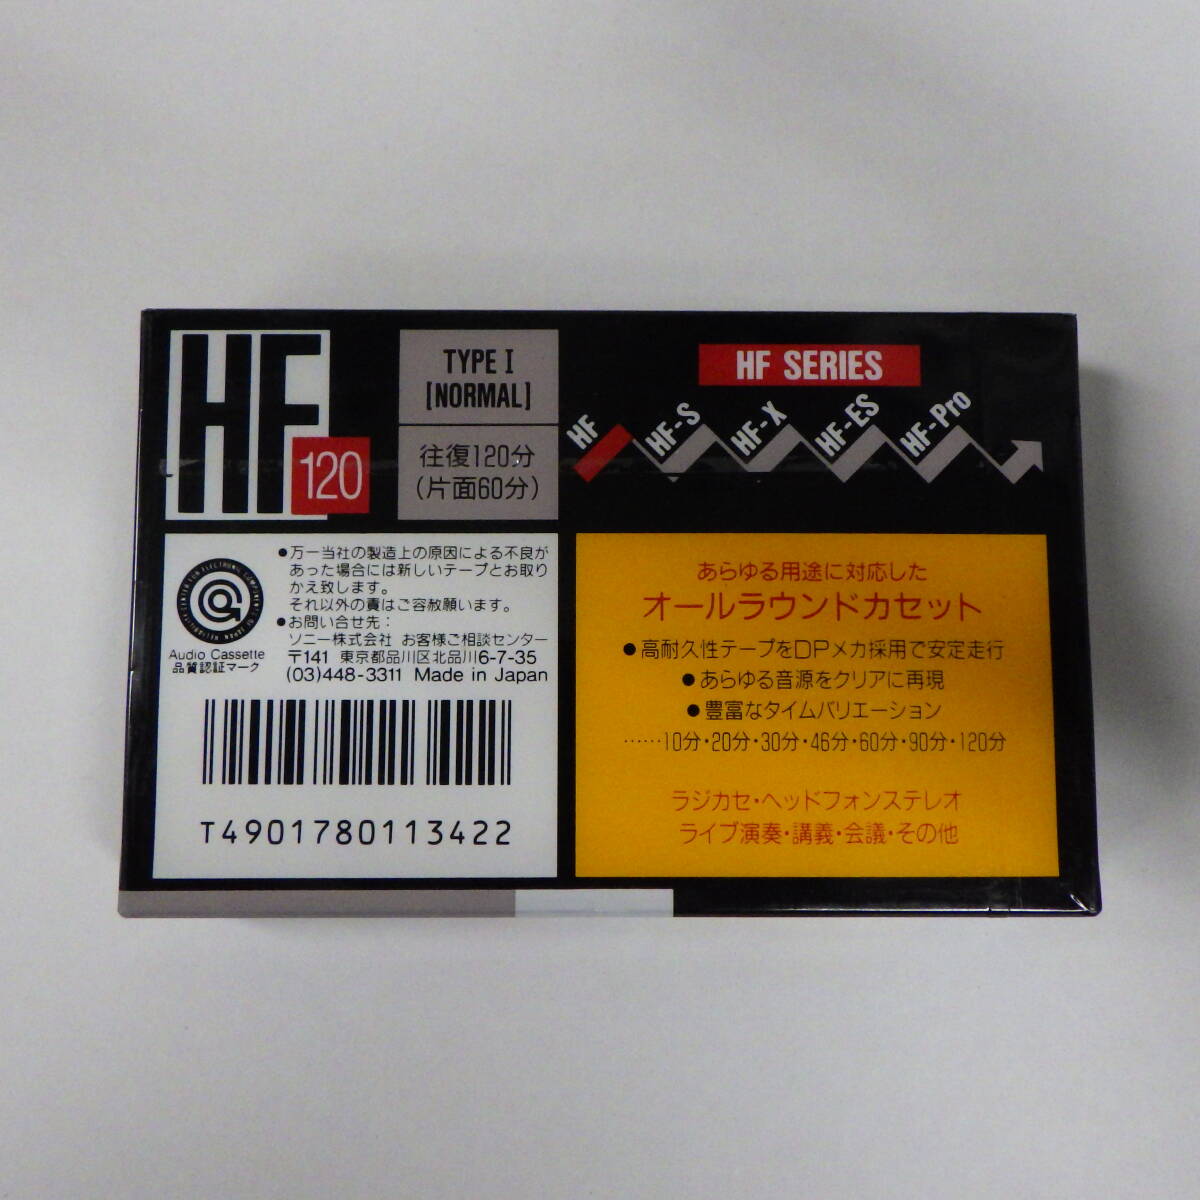 HF
120
TYPE I
[NORMAL]
往復120分
(片面60分)
HF SERIES
HF
HF-S
HF-X
HF-ES
HF-Pro
●万一当社の製造上の原因による不良が
あった場合には新しいテープとお取り
かえ致します。
それ以外の責はご容赦願います。
●お問い合せ先：
ソニー株式会社 お客様ご相談センター
〒141 東京都品川区北品川6-7-35
(03)448-3311 Made in Japan
RELIABILITY CENTER FOR ELECTRONIC COMPONENTS OF JAPAN
Audio Cassette
品質認証マーク
T4901780113422
あらゆる用途に対応した
オールラウンドカセット
●高耐久性テープをDPメカ採用で安定走行
●あらゆる音源をクリアに再現
●豊富なタイムバリエーション
……10分・20分・30分・46分・60分・90分・120分
ラジカセ・ヘッドフォンステレオ
ライブ演奏・講義・会議・その他